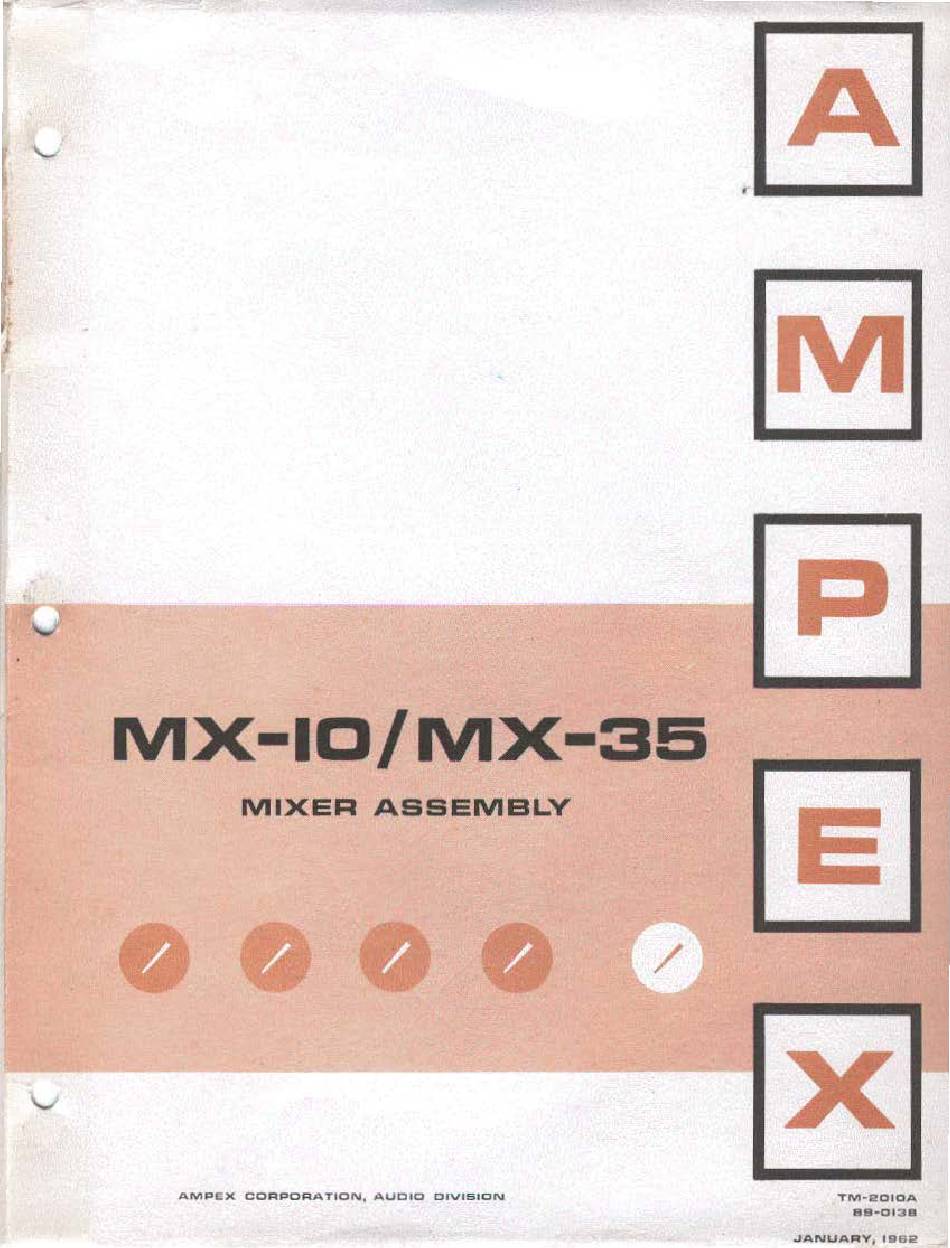 A
M
P
E
X
MX-10/MX-35
MIXER ASSEMBLY
AMPEX CORPORATION, AUDIO DIVISION
TM-2010A
89-0138
JANUARY, 1962